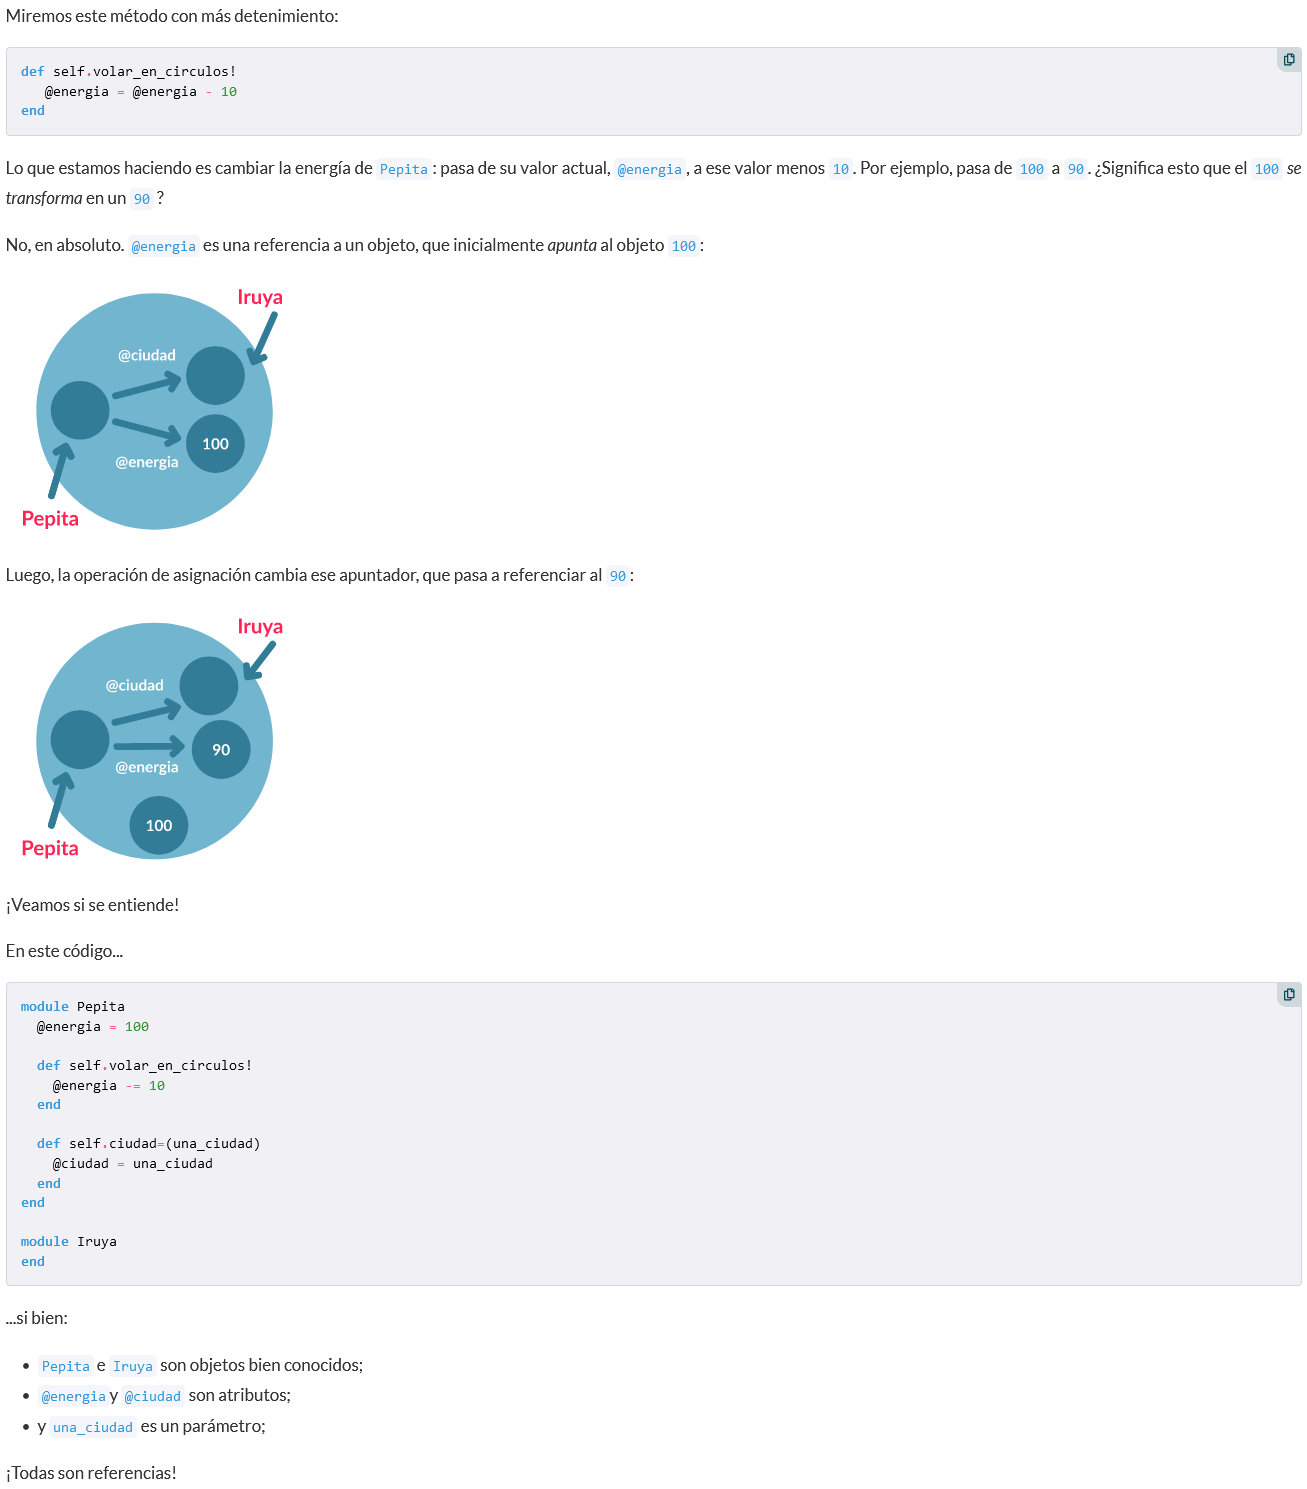 Miremos este método con más detenimiento:
def self.volar_en_circulos!
   @energia = @energia - 10
end
Lo que estamos haciendo es cambiar la energía de Pepita: pasa de su valor actual, @energia, a ese valor menos 10. Por ejemplo, pasa de 100 a 90. ¿Significa esto que el 100 se
transforma en un 90?
No, en absoluto. @energia es una referencia a un objeto, que inicialmente apunta al objeto 100:
Iruya
@ciudad
100
@energia
Pepita
Luego, la operación de asignación cambia ese apuntador, que pasa a referenciar al 90:
Iruya
@ciudad
90
@energia
100
Pepita
¡Veamos si se entiende!
En este código...
module Pepita
  @energia = 100
  def self.volar_en_circulos!
    @energia -= 10
  end
  def self.ciudad=(una_ciudad)
    @ciudad = una_ciudad
  end
end
module Iruya
end
...si bien:
• Pepita e Iruya son objetos bien conocidos;
• @energia y @ciudad son atributos;
• y una_ciudad es un parámetro;
¡Todas son referencias!